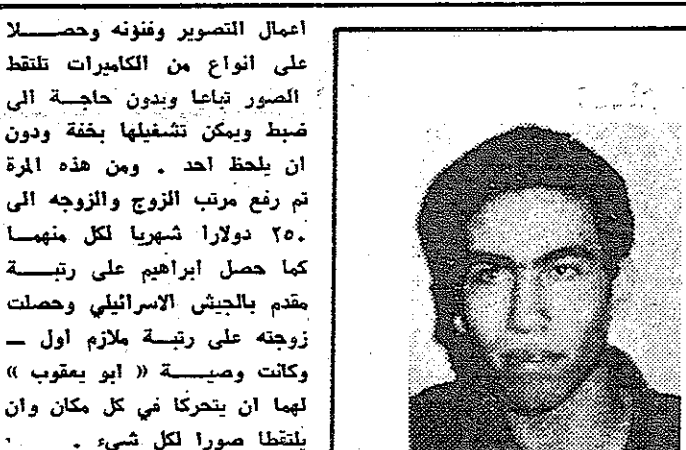 اعمال التصوير وفنونه وحصلا
على انواع من الكاميرات تلتقط
الصور تباعا وبدون حاجة الى
ضبط ويمكن تشغيلها بخفة ودون
ان يلحظ احد . ومن هذه المرة
تم رفع مرتب الزوج والزوجه الى
٢٥٠ دولارا شهريا لكل منهما
كما حصل ابراهيم على رتبة
مقدم بالجيش الاسرائيلي وحصلت
زوجته على رتبة ملازم اول —
وكانت وصية « ابو يعقوب »
لهما ان يتحركا في كل مكان وان
يلتقطا صورا لكل شيء .